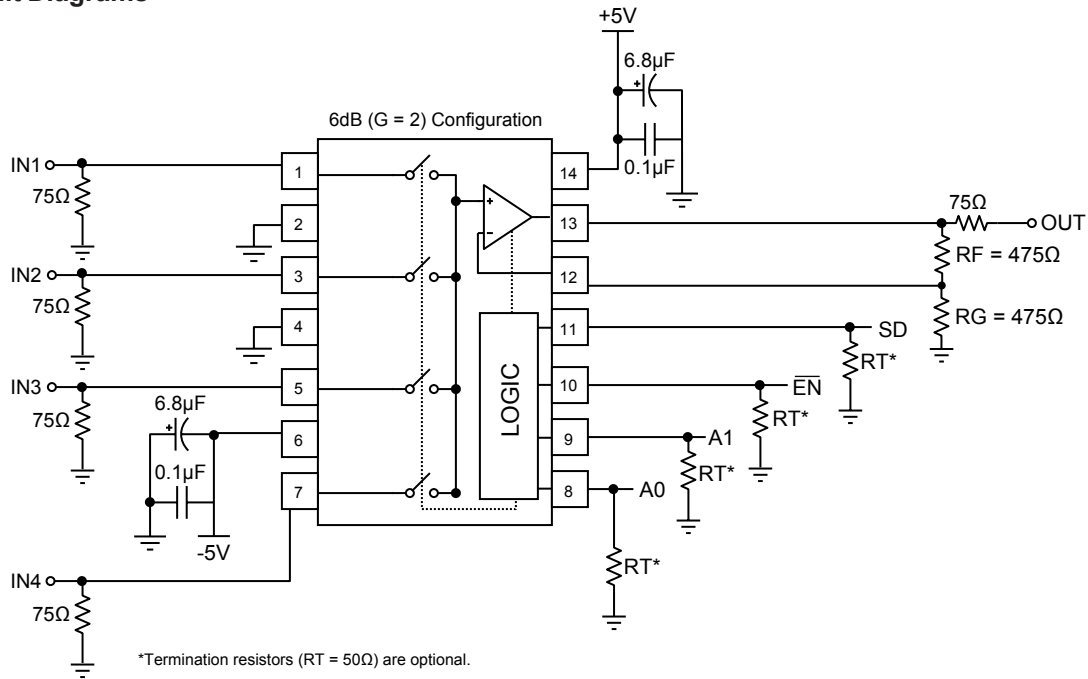 +5V
6.8µF
6dB (G = 2) Configuration
0.1µF
IN1
75Ω
1
14
75Ω
OUT
2
13
RF = 475Ω
IN2
75Ω
3
12
RG = 475Ω
4
11
SD
RT*
IN3
75Ω
5
LOGIC
10
EN
RT*
6.8µF
6
9
A1
RT*
0.1µF
7
8
A0
-5V
RT*
IN4
75Ω
*Termination resistors (RT = 50Ω) are optional.